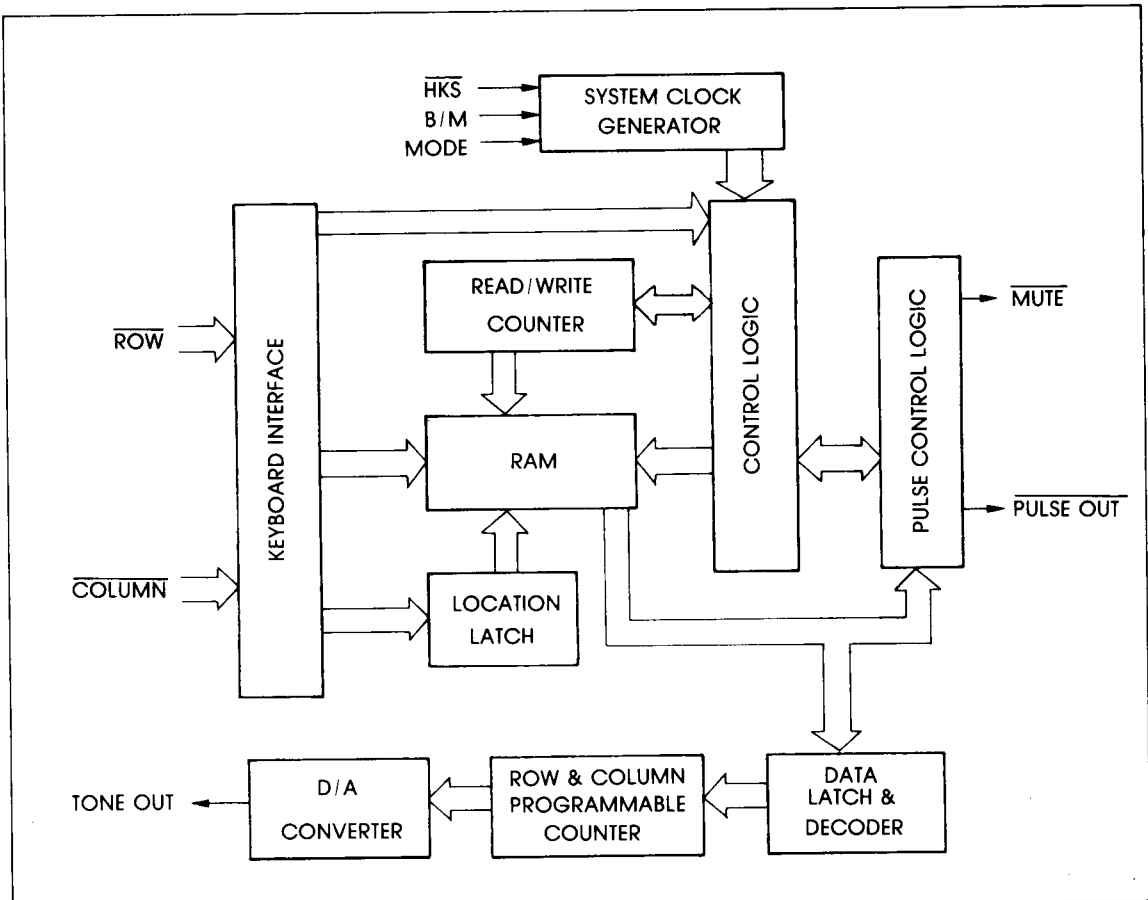 HKS
B/M
MODE
SYSTEM CLOCK
GENERATOR
KEYBOARD INTERFACE
READ/WRITE
COUNTER
CONTROL LOGIC
PULSE CONTROL LOGIC
MUTE
ROW
RAM
PULSE OUT
COLUMN
LOCATION
LATCH
TONE OUT
D/A
CONVERTER
ROW & COLUMN
PROGRAMMABLE
COUNTER
DATA
LATCH &
DECODER